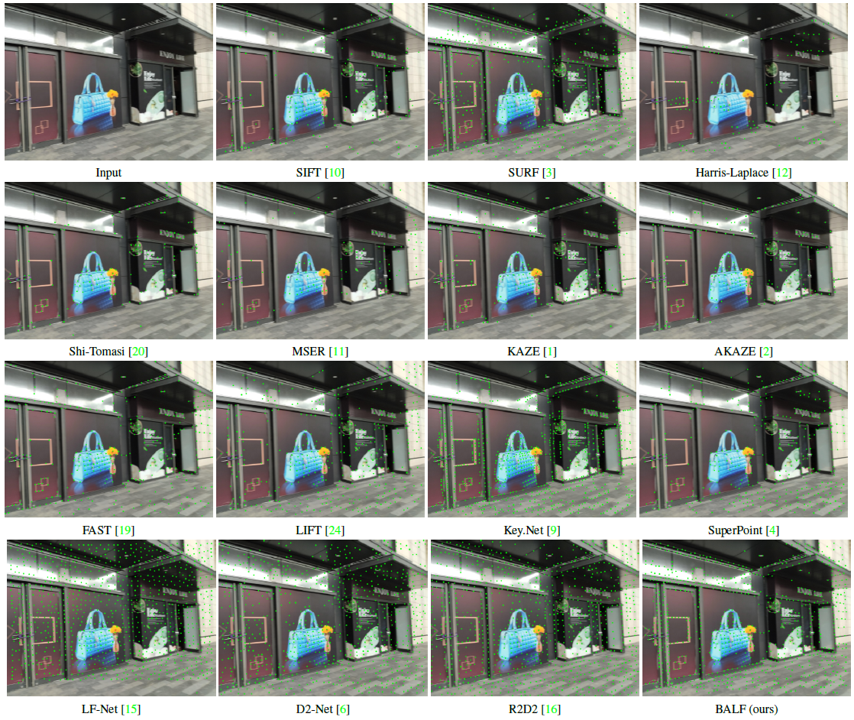 Input
SIFT [10]
SURF [3]
Harris-Laplace [12]
Shi-Tomasi [20]
MSER [11]
KAZE [1]
AKAZE [2]
FAST [19]
LIFT [24]
Key.Net [9]
SuperPoint [4]
LF-Net [15]
D2-Net [6]
R2D2 [16]
BALF (ours)